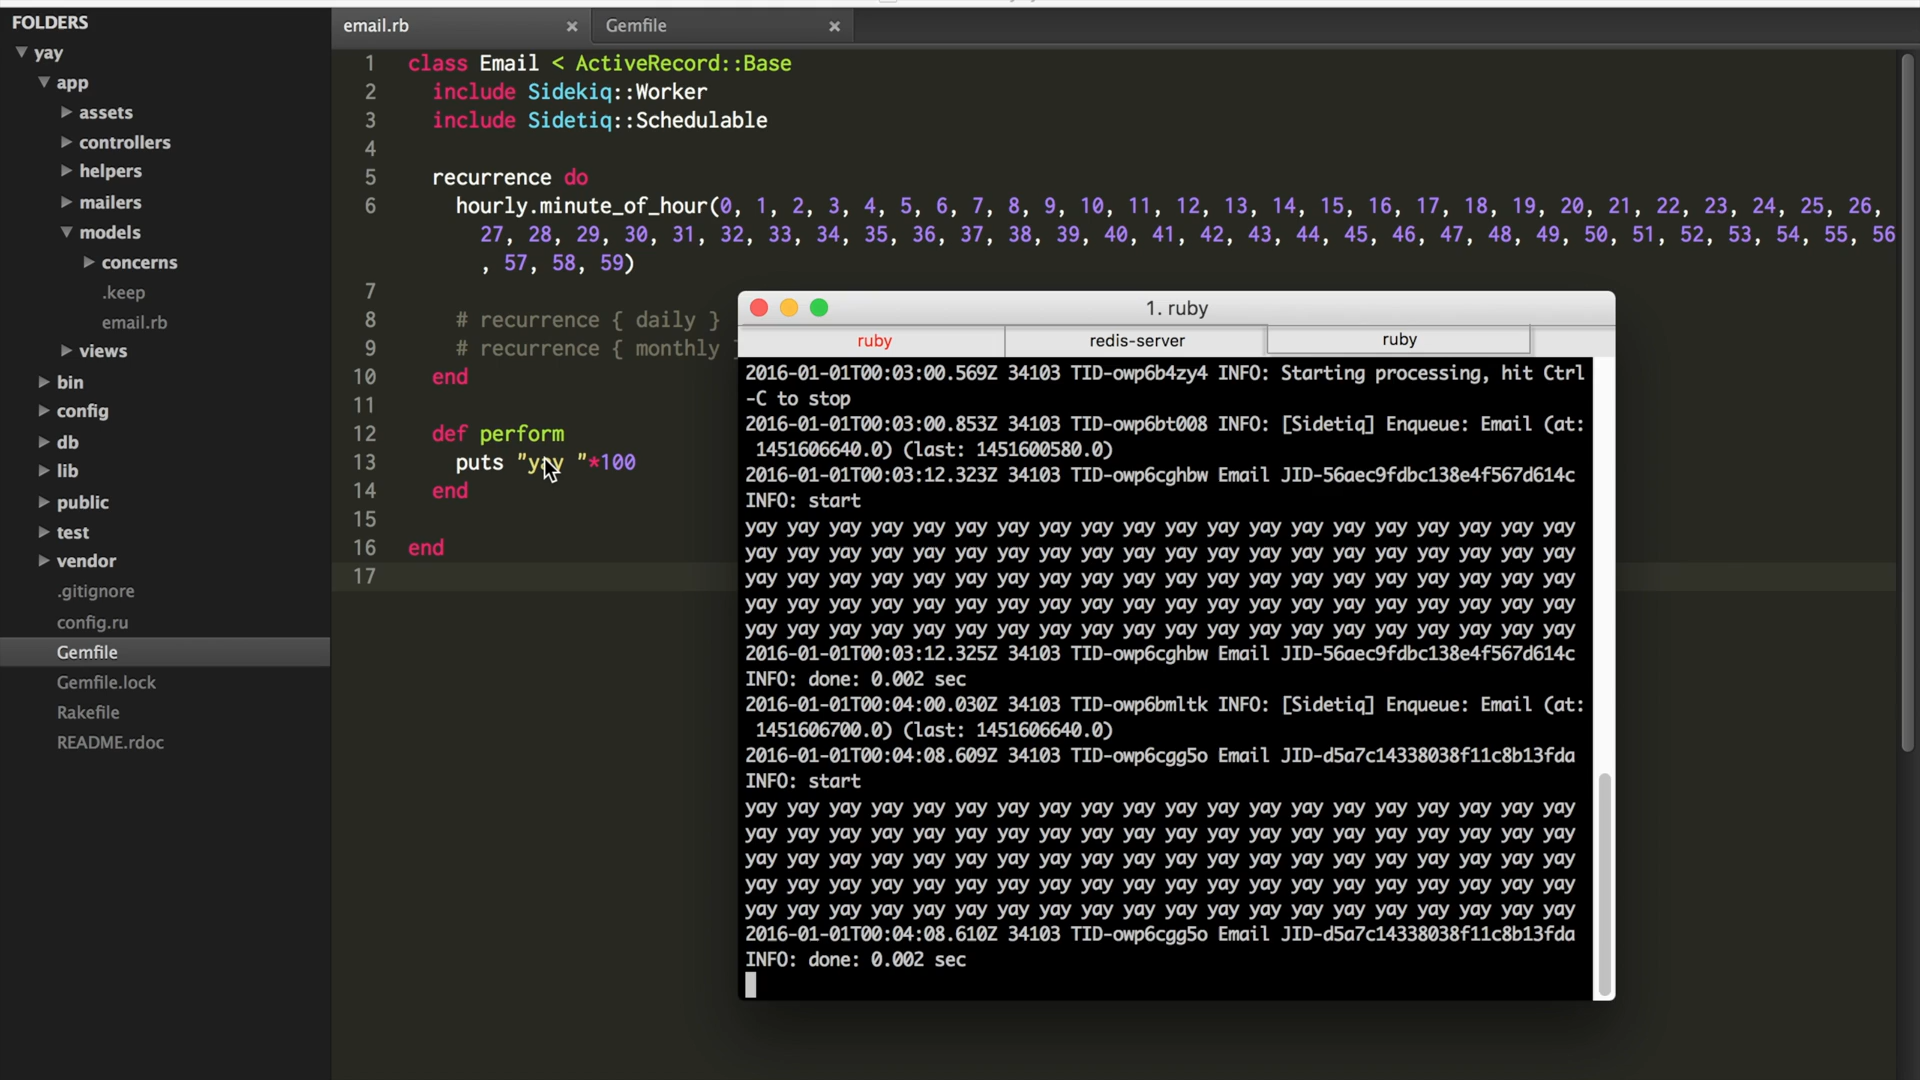 FOLDERS
yay
app
assets
controllers
helpers
mailers
models
concerns
.keep
email.rb
views
bin
config
db
lib
public
test
vendor
.gitignore
config.ru
Gemfile
Gemfile.lock
Rakefile
README.rdoc
email.rb × Gemfile ×
1 class Email < ActiveRecord::Base
2 include Sidekiq::Worker
3 include Sidetiq::Schedulable
4
5 recurrence do
6 hourly.minute_of_hour(0, 1, 2, 3, 4, 5, 6, 7, 8, 9, 10, 11, 12, 13, 14, 15, 16, 17, 18, 19, 20, 21, 22, 23, 24, 25, 26,
27, 28, 29, 30, 31, 32, 33, 34, 35, 36, 37, 38, 39, 40, 41, 42, 43, 44, 45, 46, 47, 48, 49, 50, 51, 52, 53, 54, 55, 56
, 57, 58, 59)
7
8 # recurrence { daily }
9 # recurrence { monthly
10 end
11
12 def perform
13 puts "yay "*100
14 end
15
16 end
17
1. ruby
ruby redis-server ruby
2016-01-01T00:03:00.569Z 34103 TID-owp6b4zy4 INFO: Starting processing, hit Ctrl
-C to stop
2016-01-01T00:03:00.853Z 34103 TID-owp6bt008 INFO: [Sidetiq] Enqueue: Email (at:
1451606640.0) (last: 1451600580.0)
2016-01-01T00:03:12.323Z 34103 TID-owp6cghbw Email JID-56aec9fdbc138e4f567d614c
INFO: start
yay yay yay yay yay yay yay yay yay yay yay yay yay yay yay yay yay yay yay yay
yay yay yay yay yay yay yay yay yay yay yay yay yay yay yay yay yay yay yay yay
yay yay yay yay yay yay yay yay yay yay yay yay yay yay yay yay yay yay yay yay
yay yay yay yay yay yay yay yay yay yay yay yay yay yay yay yay yay yay yay yay
yay yay yay yay yay yay yay yay yay yay yay yay yay yay yay yay yay yay yay yay
2016-01-01T00:03:12.325Z 34103 TID-owp6cghbw Email JID-56aec9fdbc138e4f567d614c
INFO: done: 0.002 sec
2016-01-01T00:04:00.030Z 34103 TID-owp6bmltk INFO: [Sidetiq] Enqueue: Email (at:
1451606700.0) (last: 1451606640.0)
2016-01-01T00:04:08.609Z 34103 TID-owp6cgg5o Email JID-d5a7c14338038f11c8b13fda
INFO: start
yay yay yay yay yay yay yay yay yay yay yay yay yay yay yay yay yay yay yay yay
yay yay yay yay yay yay yay yay yay yay yay yay yay yay yay yay yay yay yay yay
yay yay yay yay yay yay yay yay yay yay yay yay yay yay yay yay yay yay yay yay
yay yay yay yay yay yay yay yay yay yay yay yay yay yay yay yay yay yay yay yay
yay yay yay yay yay yay yay yay yay yay yay yay yay yay yay yay yay yay yay yay
2016-01-01T00:04:08.610Z 34103 TID-owp6cgg5o Email JID-d5a7c14338038f11c8b13fda
INFO: done: 0.002 sec